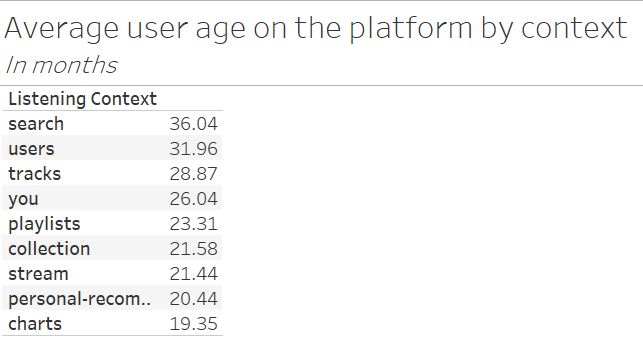 Average user age on the platform by context
In months
Listening Context
search 36.04
users 31.96
tracks 28.87
you 26.04
playlists 23.31
collection 21.58
stream 21.44
personal-recom.. 20.44
charts 19.35